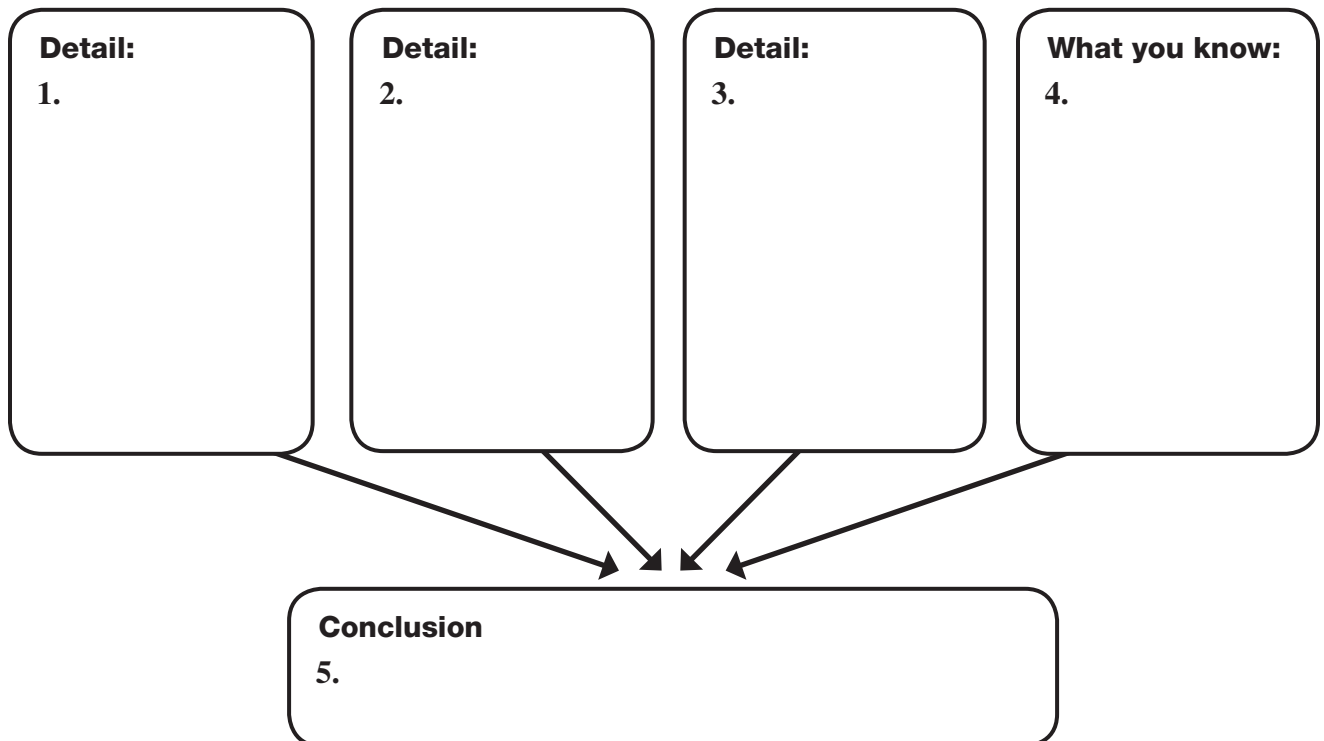 Detail:
1.
Detail:
2.
Detail:
3.
What you know:
4.
Conclusion
5.